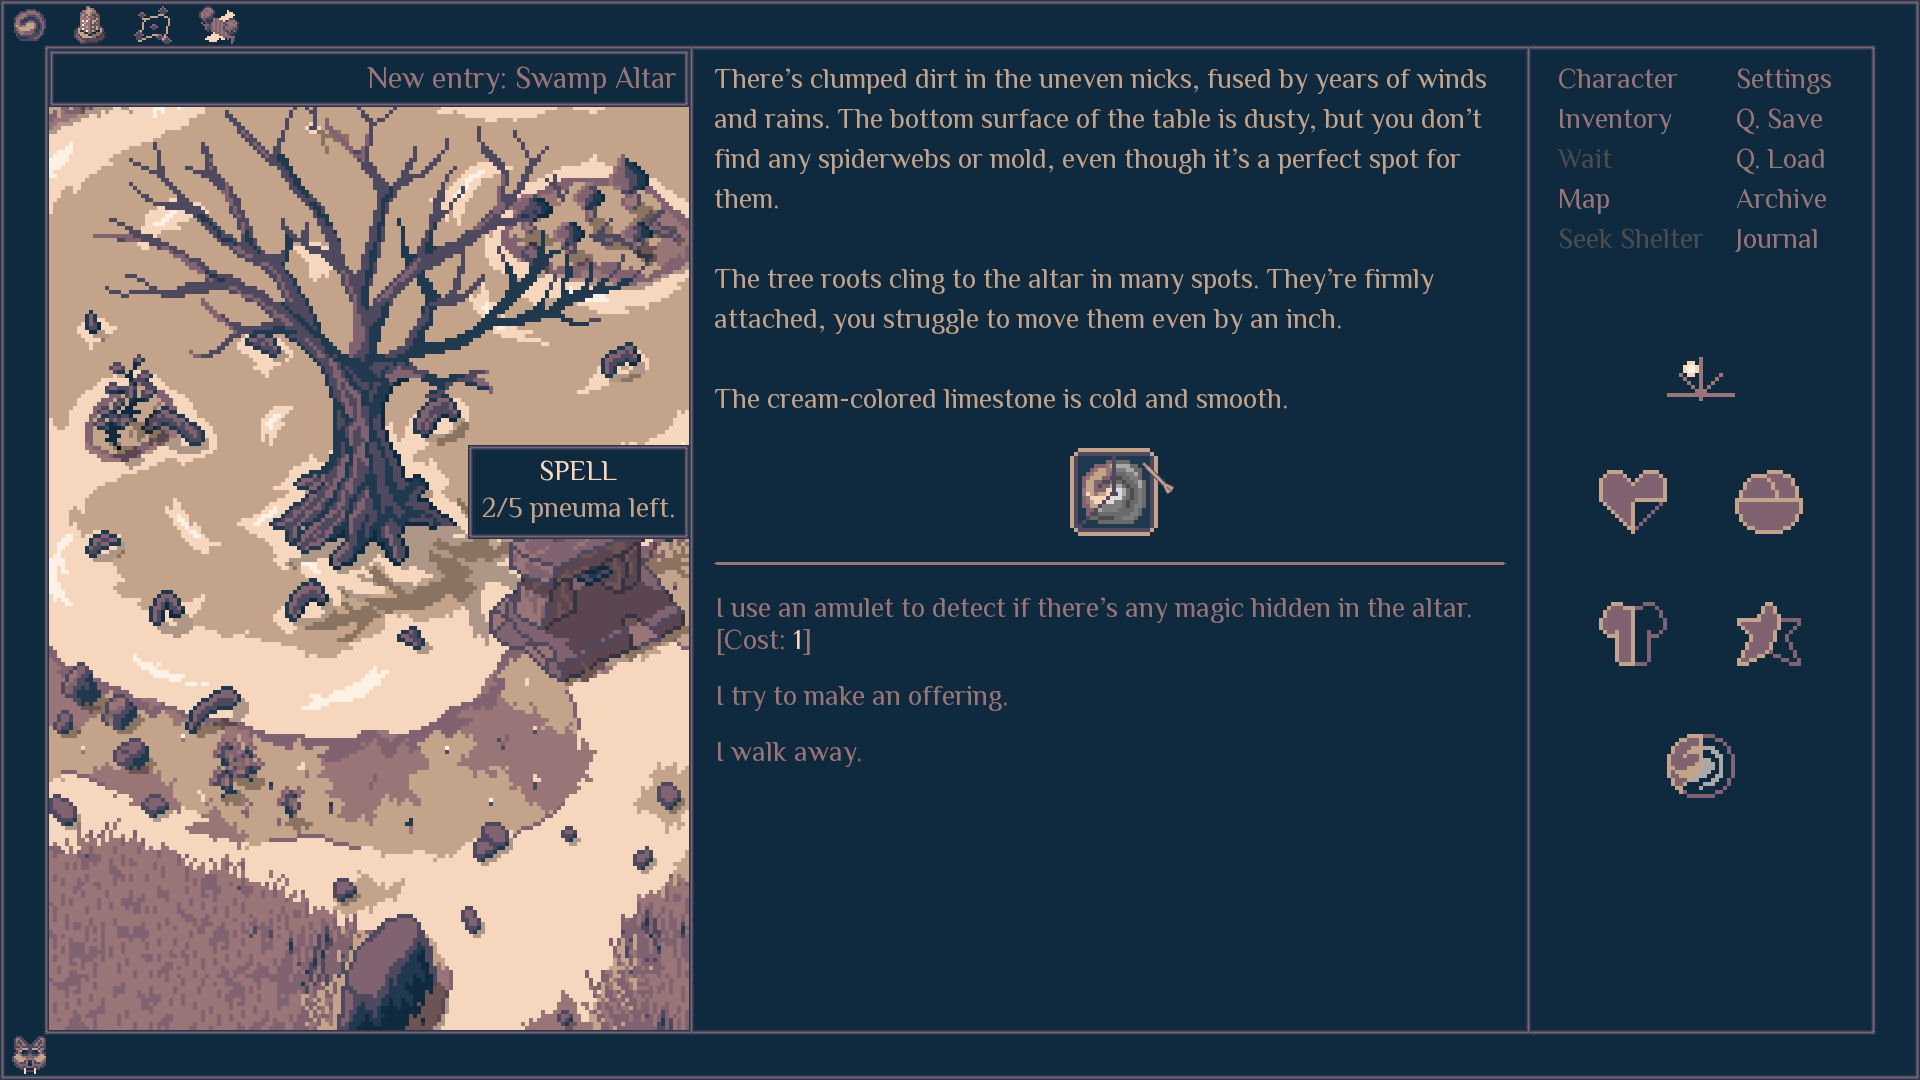 New entry: Swamp Altar
SPELL
2/5 pneuma left.
There’s clumped dirt in the uneven nicks, fused by years of winds
and rains. The bottom surface of the table is dusty, but you don’t
find any spiderwebs or mold, even though it’s a perfect spot for
them.
The tree roots cling to the altar in many spots. They’re firmly
attached, you struggle to move them even by an inch.
The cream-colored limestone is cold and smooth.
I use an amulet to detect if there’s any magic hidden in the altar.
[Cost: 1]
I try to make an offering.
I walk away.
Character
Inventory
Wait
Map
Seek Shelter
Settings
Q. Save
Q. Load
Archive
Journal